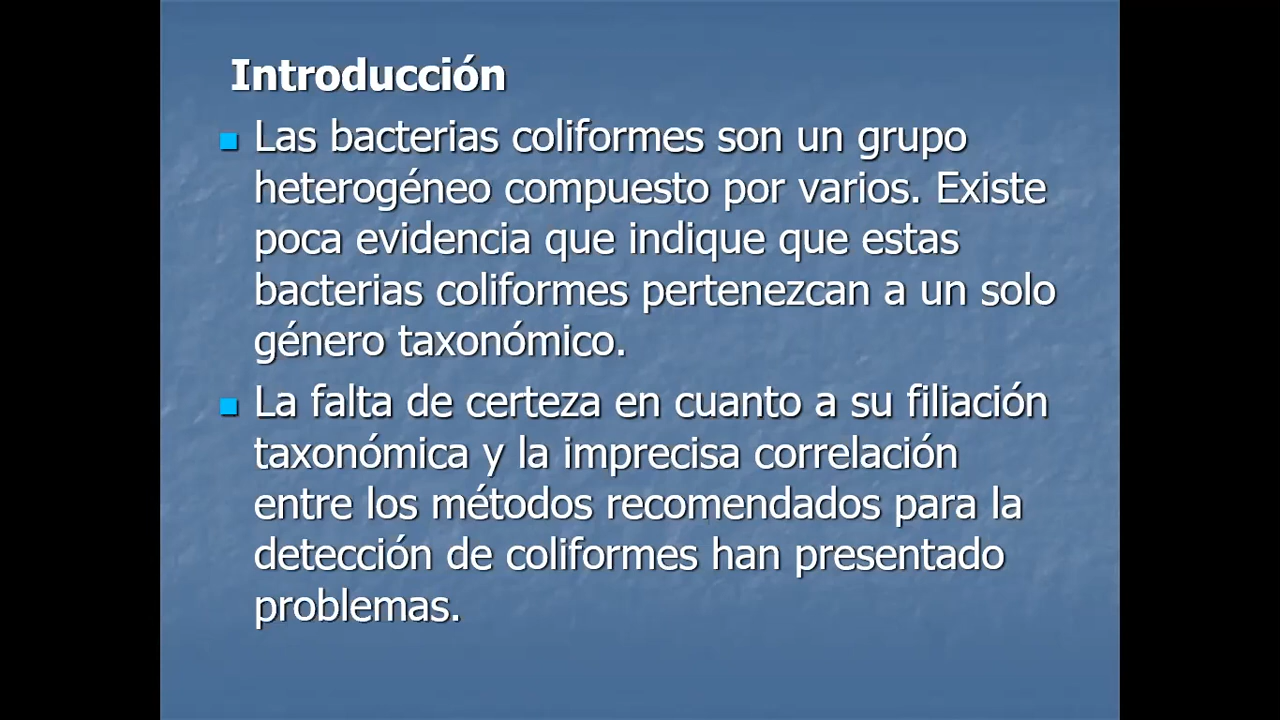 Introducción
Las bacterias coliformes son un grupo
heterogéneo compuesto por varios. Existe
poca evidencia que indique que estas
bacterias coliformes pertenezcan a un solo
género taxonómico.
La falta de certeza en cuanto a su filiación
taxonómica y la imprecisa correlación
entre los métodos recomendados para la
detección de coliformes han presentado
problemas.